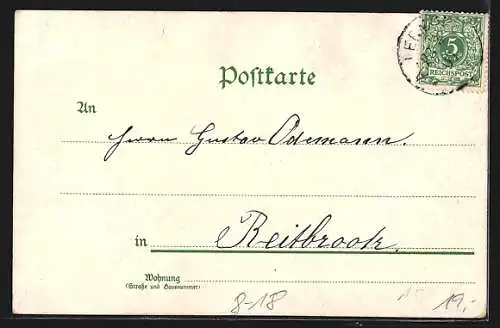 5
REICHSPOST
Postkarte
An
Herrn Gustav Odemann.
in Reitbrook.
Wohnung
(Straße und Hausnummer)
8-18